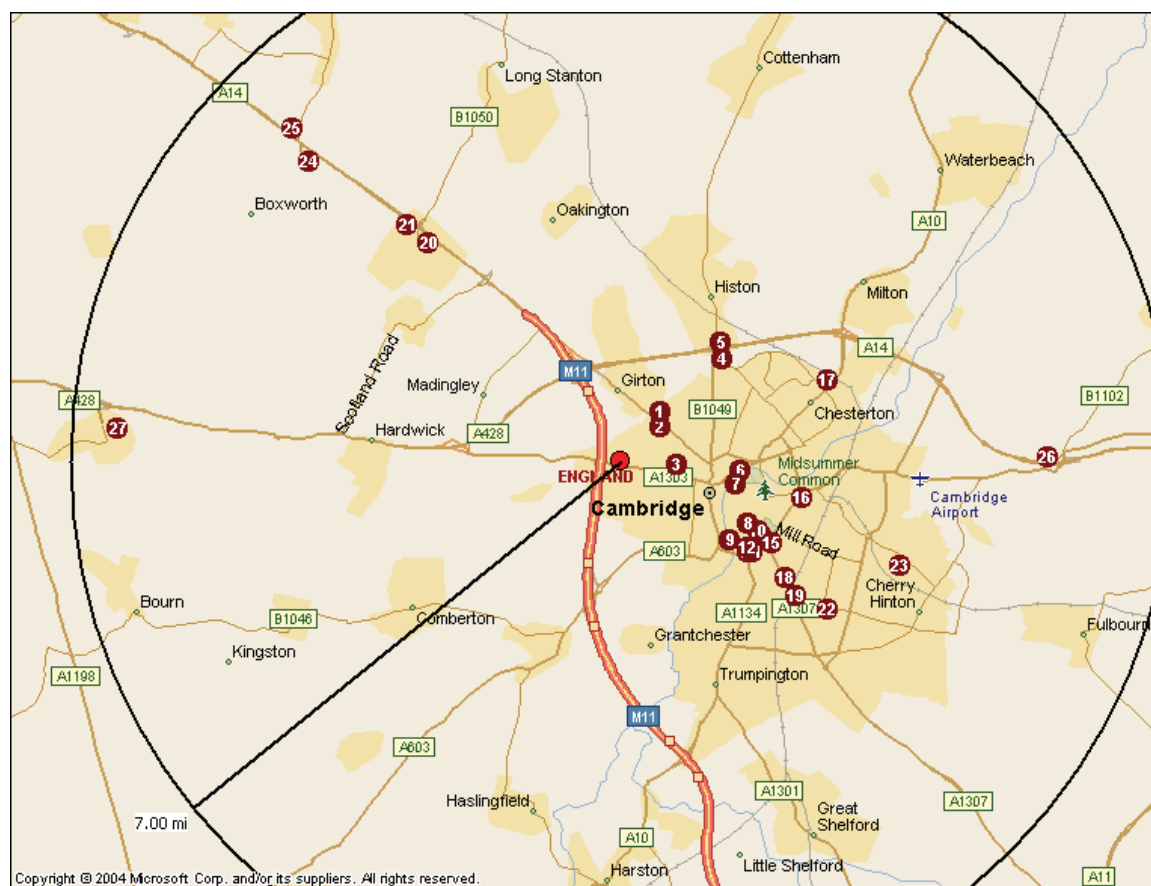 Cottenham
Long Stanton
A14
B1050
25
24
Waterbeach
Boxworth
Oakington
21
20
A10
Histon
Milton
5
4
A14
Scotland Road
M11
Girton
17
Madingley
B1102
A428
1
B1049
Chesterton
27
2
Hardwick
A428
26
3
6
Midsummer
Common
ENGLAND
A1303
7
16
Cambridge
Cambridge
Airport
8
0
Mill Road
9
12
15
A603
23
18
Cherry
Hinton
19
A1307
22
A1134
Bourn
B1046
Comberton
Grantchester
Fulbourn
Kingston
A1198
Trumpington
M11
A603
A1301
A1307
Haslingfield
Great
Shelford
7.00 mi
A10
Little Shelford
Harston
A11
Copyright © 2004 Microsoft Corp. and/or its suppliers. All rights reserved.